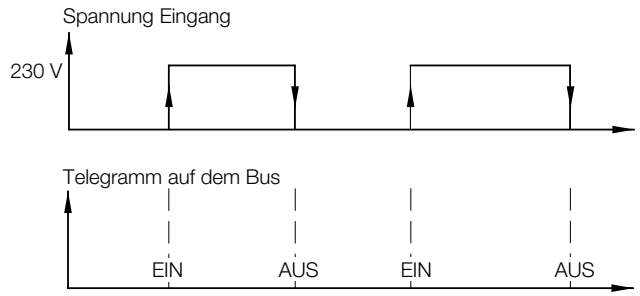 Spannung Eingang
230 V
Telegramm auf dem Bus
EIN AUS EIN AUS